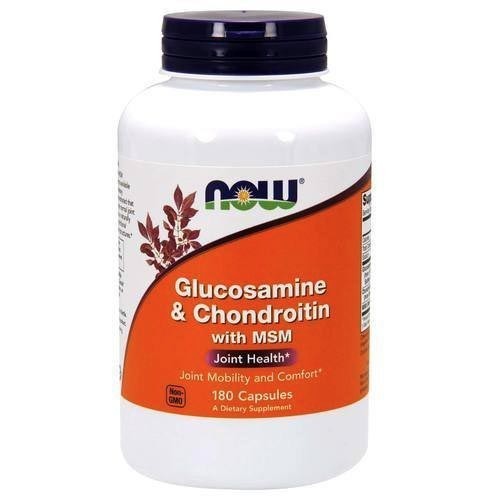 NOW®
Glucosamine
& Chondroitin
with MSM
Joint Health*
Joint Mobility and Comfort*
Non-
GMO
180 Capsules
A Dietary Supplement